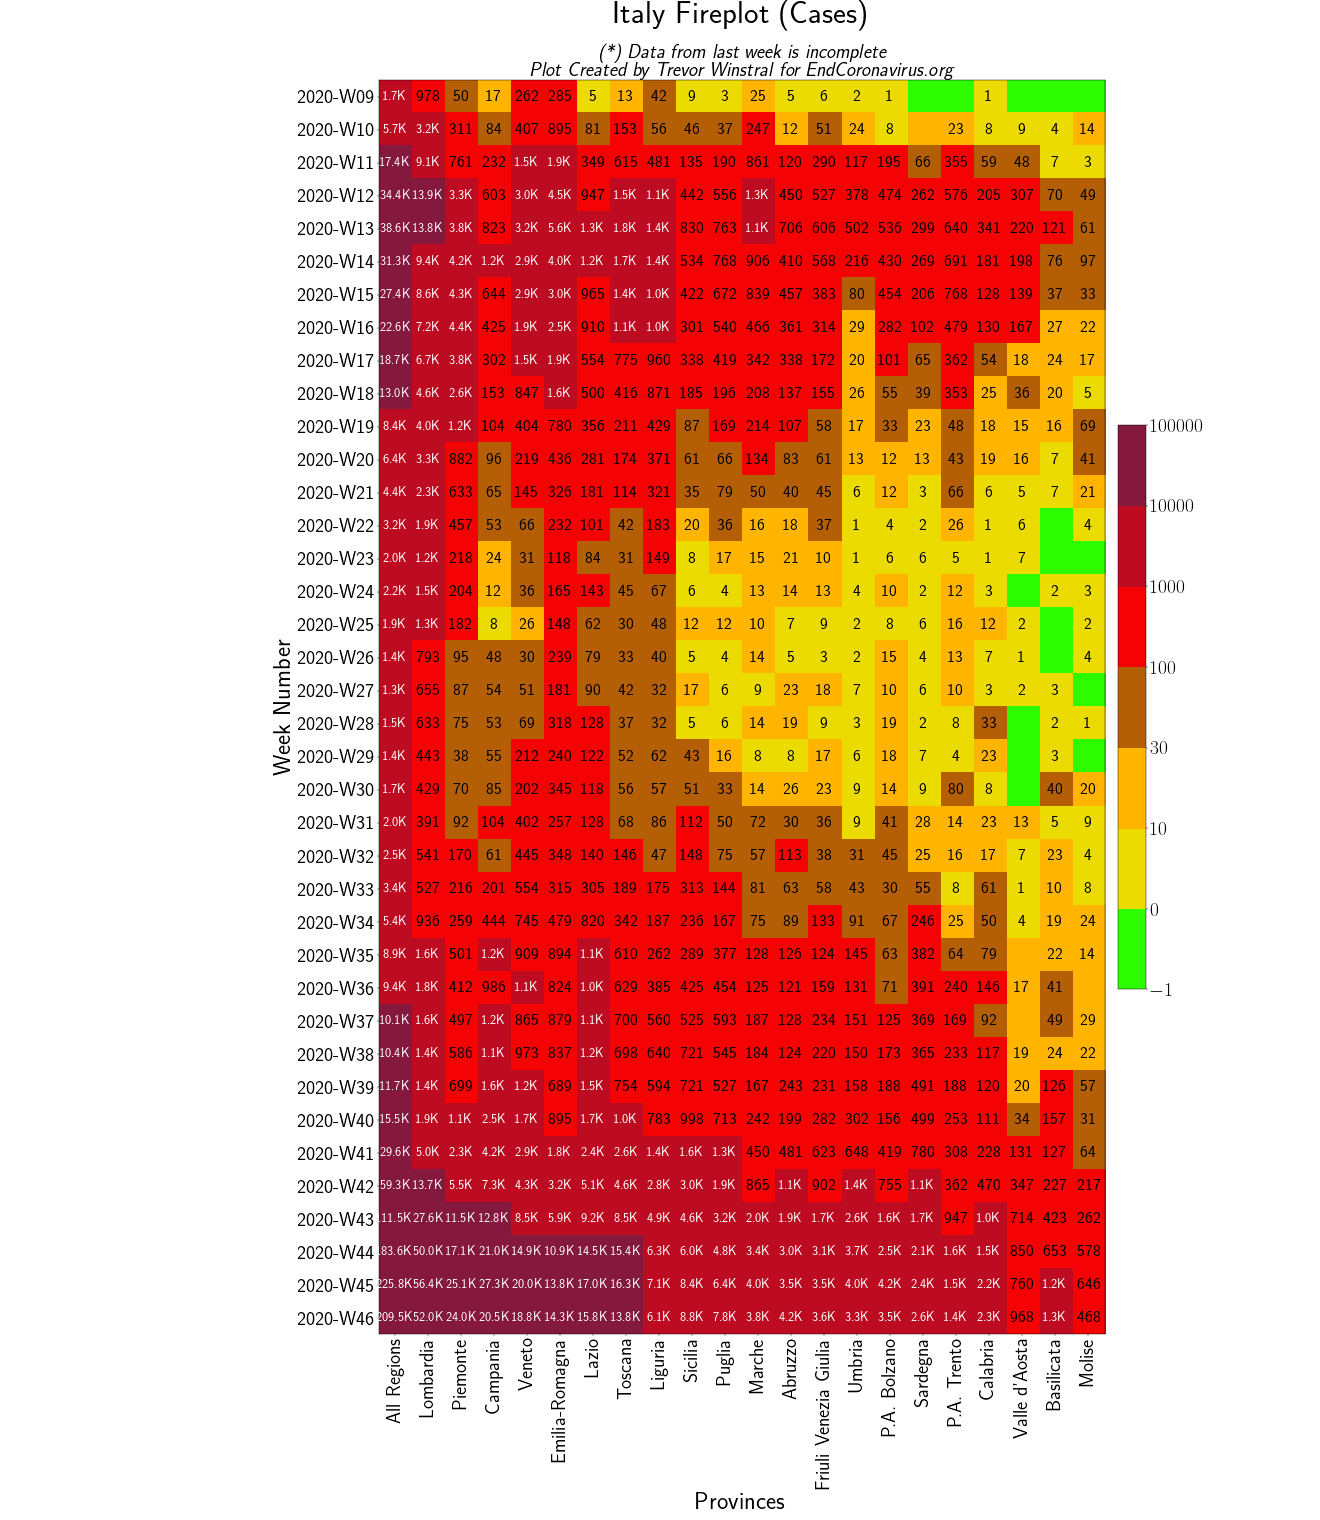 Italy Fireplot (Cases)
(*) Data from last week is incomplete
Plot Created by Trevor Winstral for EndCoronavirus.org
2020-W09 1.7K 978 50 17 262 285 5 13 42 9 3 25 5 6 2 1 1
2020-W10 5.7K 3.2K 311 84 407 895 81 153 56 46 37 247 12 51 24 8 23 8 9 4 14
2020-W11 17.4K 9.1K 761 232 1.5K 1.9K 349 615 481 135 190 861 120 290 117 195 66 355 59 48 7 3
2020-W12 34.4K 13.9K 3.3K 603 3.0K 4.5K 947 1.5K 1.1K 442 556 1.3K 450 527 378 474 262 576 205 307 70 49
2020-W13 38.6K 13.8K 3.8K 823 3.2K 5.6K 1.3K 1.8K 1.4K 830 763 1.1K 706 606 502 536 299 640 341 220 121 61
2020-W14 31.3K 9.4K 4.2K 1.2K 2.9K 4.0K 1.2K 1.7K 1.4K 534 768 906 410 568 216 430 269 691 181 198 76 97
2020-W15 27.4K 8.6K 4.3K 644 2.9K 3.0K 965 1.4K 1.0K 422 672 839 457 383 80 454 206 768 128 139 37 33
2020-W16 22.6K 7.2K 4.4K 425 1.9K 2.5K 910 1.1K 1.0K 301 540 466 361 314 29 282 102 479 130 167 27 22
2020-W17 18.7K 6.7K 3.8K 302 1.5K 1.9K 554 775 960 338 419 342 338 172 20 101 65 362 54 18 24 17
2020-W18 13.0K 4.6K 2.6K 153 847 1.6K 500 416 871 185 196 208 137 155 26 55 39 353 25 36 20 5
2020-W19 8.4K 4.0K 1.2K 104 404 780 356 211 429 87 169 214 107 58 17 33 23 48 18 15 16 69
2020-W20 6.4K 3.3K 882 96 219 436 281 174 371 61 66 134 83 61 13 12 13 43 19 16 7 41
2020-W21 4.4K 2.3K 633 65 145 326 181 114 321 35 79 50 40 45 6 12 3 66 6 5 7 21
2020-W22 3.2K 1.9K 457 53 66 232 101 42 183 20 36 16 18 37 1 4 2 26 1 6 4
2020-W23 2.0K 1.2K 218 24 31 118 84 31 149 8 17 15 21 10 1 6 6 5 1 7
2020-W24 2.2K 1.5K 204 12 36 165 143 45 67 6 4 13 14 13 4 10 2 12 3 2 3
2020-W25 1.9K 1.3K 182 8 26 148 62 30 48 12 12 10 7 9 2 8 6 16 12 2 2
2020-W26 1.4K 793 95 48 30 239 79 33 40 5 4 14 5 3 2 15 4 13 7 1 4
2020-W27 1.3K 655 87 54 51 181 90 42 32 17 6 9 23 18 7 10 6 10 3 2 3
2020-W28 1.5K 633 75 53 69 318 128 37 32 5 6 14 19 9 3 19 2 8 33 2 1
2020-W29 1.4K 443 38 55 212 240 122 52 62 43 16 8 8 17 6 18 7 4 23 3
2020-W30 1.7K 429 70 85 202 345 118 56 57 51 33 14 26 23 9 14 9 80 8 40 20
2020-W31 2.0K 391 92 104 402 257 128 68 86 112 50 72 30 36 9 41 28 14 23 13 5 9
2020-W32 2.5K 541 170 61 445 348 140 146 47 148 75 57 113 38 31 45 25 16 17 7 23 4
2020-W33 3.4K 527 216 201 554 315 305 189 175 313 144 81 63 58 43 30 55 8 61 1 10 8
2020-W34 5.4K 936 259 444 745 479 820 342 187 236 167 75 89 133 91 67 246 25 50 4 19 24
2020-W35 8.9K 1.6K 501 1.2K 909 894 1.1K 610 262 289 377 128 126 124 145 63 382 64 79 22 14
2020-W36 9.4K 1.8K 412 986 1.1K 824 1.0K 629 385 425 454 125 121 159 131 71 391 240 146 17 41
2020-W37 10.1K 1.6K 497 1.2K 865 879 1.1K 700 560 525 593 187 128 234 151 125 369 169 92 49 29
2020-W38 10.4K 1.4K 586 1.1K 973 837 1.2K 698 640 721 545 184 124 220 150 173 365 233 117 19 24 22
2020-W39 11.7K 1.4K 699 1.6K 1.2K 689 1.5K 754 594 721 527 167 243 231 158 188 491 188 120 20 126 57
2020-W40 15.5K 1.9K 1.1K 2.5K 1.7K 895 1.7K 1.0K 783 998 713 242 199 282 302 156 499 253 111 34 157 31
2020-W41 29.6K 5.0K 2.3K 4.2K 2.9K 1.8K 2.4K 2.6K 1.4K 1.6K 1.3K 450 481 623 648 419 780 308 228 131 127 64
2020-W42 59.3K 13.7K 5.5K 7.3K 4.3K 3.2K 5.1K 4.6K 2.8K 3.0K 1.9K 865 1.1K 902 1.4K 755 1.1K 362 470 347 227 217
2020-W43 11.5K 27.6K 11.5K 12.8K 8.5K 5.9K 9.2K 8.5K 4.9K 4.6K 3.2K 2.0K 1.9K 1.7K 2.6K 1.6K 1.7K 947 1.0K 714 423 262
2020-W44 83.6K 50.0K 17.1K 21.0K 14.9K 10.9K 14.5K 15.4K 6.3K 6.0K 4.8K 3.4K 3.0K 3.1K 3.7K 2.5K 2.1K 1.6K 1.5K 850 653 578
2020-W45 225.8K 56.4K 25.1K 27.3K 20.0K 13.8K 17.0K 16.3K 7.1K 8.4K 6.4K 4.0K 3.5K 3.5K 4.0K 4.2K 2.4K 1.5K 2.2K 760 1.2K 646
2020-W46 209.5K 52.0K 24.0K 20.5K 18.8K 14.3K 15.8K 13.8K 6.1K 8.8K 7.8K 3.8K 4.2K 3.6K 3.3K 3.5K 2.6K 1.4K 2.3K 968 1.3K 468
Week Number
All Regions
Lombardia
Piemonte
Campania
Veneto
Emilia-Romagna
Lazio
Toscana
Liguria
Sicilia
Puglia
Marche
Abruzzo
Friuli Venezia Giulia
Umbria
P.A. Bolzano
Sardegna
P.A. Trento
Calabria
Valle d'Aosta
Basilicata
Molise
Provinces
100000
10000
1000
100
30
10
0
−1